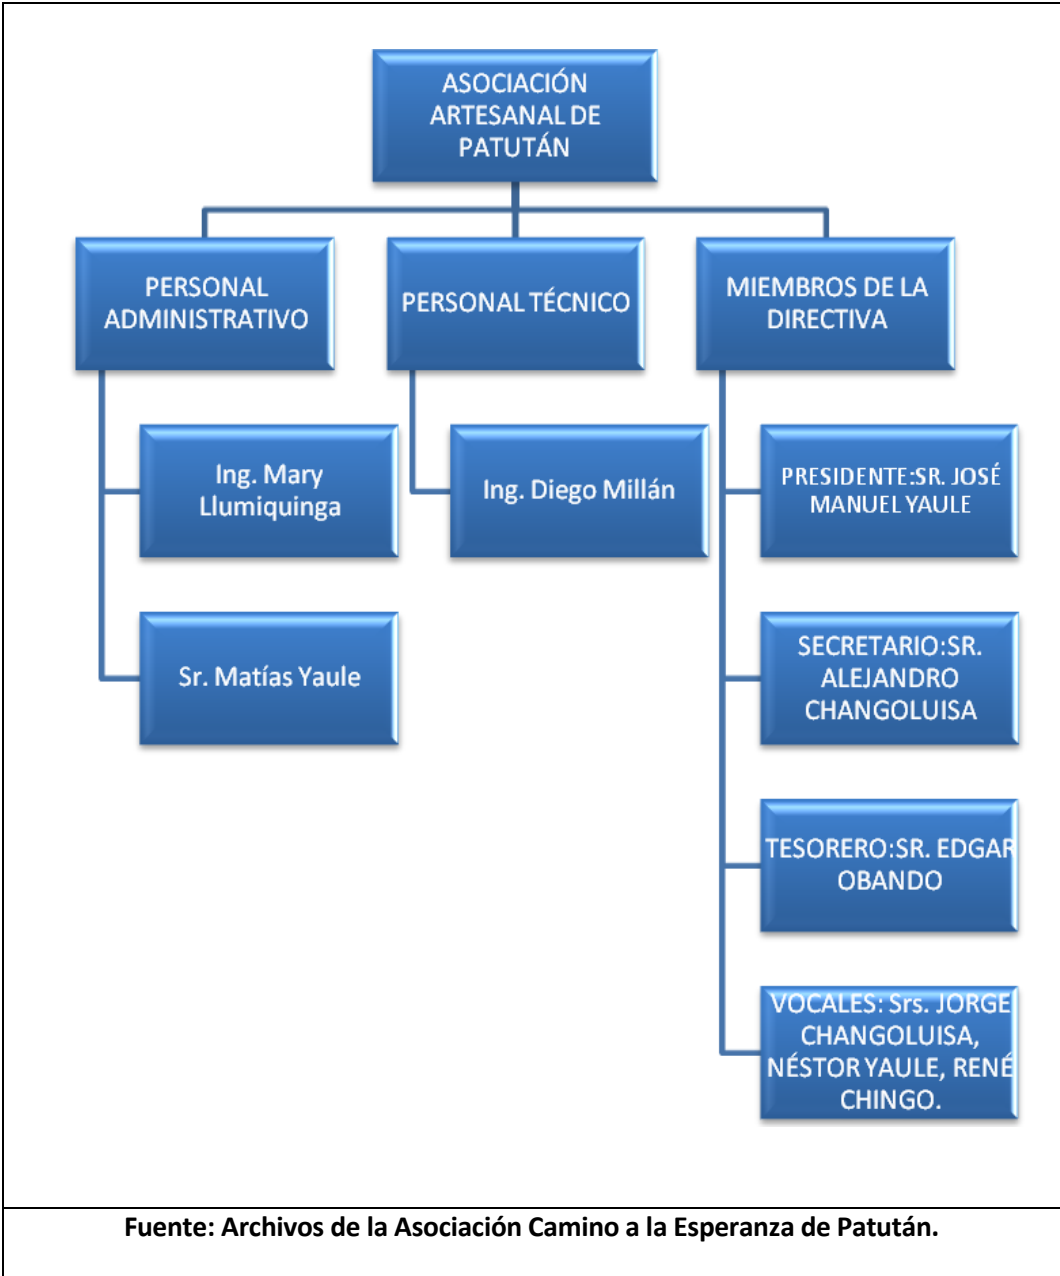 ASOCIACIÓN
ARTESANAL DE
PATUTÁN
PERSONAL
ADMINISTRATIVO
Ing. Mary
Llumiquinga
Sr. Matías Yaule
PERSONAL TÉCNICO
Ing. Diego Millán
MIEMBROS DE LA
DIRECTIVA
PRESIDENTE:SR. JOSÉ
MANUEL YAULE
SECRETARIO:SR.
ALEJANDRO
CHANGOLUISA
TESORERO:SR. EDGAR
OBANDO
VOCALES: Srs. JORGE
CHANGOLUISA,
NÉSTOR YAULE, RENÉ
CHINGO.
Fuente: Archivos de la Asociación Camino a la Esperanza de Patután.